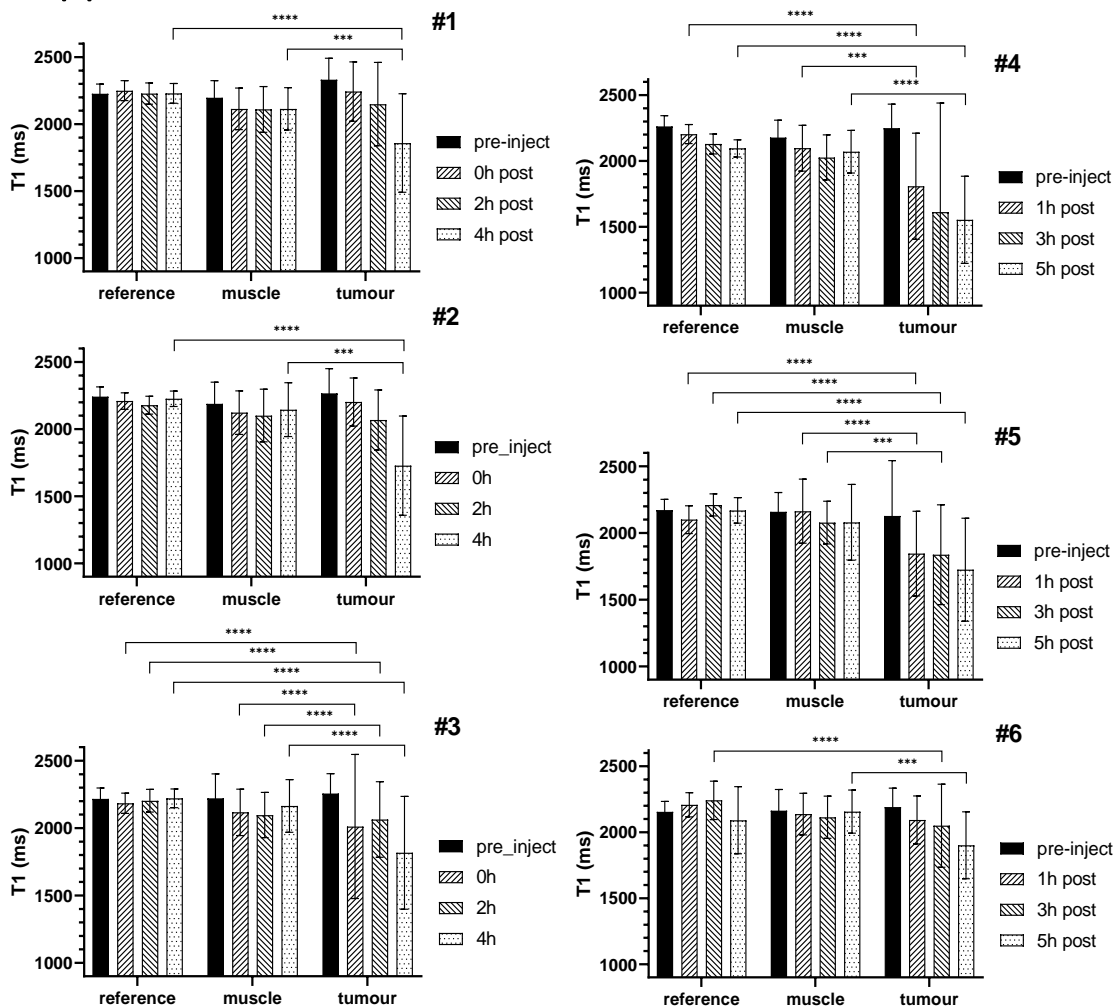 #1
****
***
T1 (ms)
2500
2000
1500
1000
reference
muscle
tumour
pre-inject
0h post
2h post
4h post
#2
****
***
T1 (ms)
2500
2000
1500
1000
reference
muscle
tumour
pre_inject
0h
2h
4h
#3
****
****
****
****
****
****
T1 (ms)
2500
2000
1500
1000
reference
muscle
tumour
pre_inject
0h
2h
4h
#4
****
****
***
****
T1 (ms)
2500
2000
1500
1000
reference
muscle
tumour
pre-inject
1h post
3h post
5h post
#5
****
****
****
****
***
T1 (ms)
2500
2000
1500
1000
reference
muscle
tumour
pre-inject
1h post
3h post
5h post
#6
****
***
T1 (ms)
2500
2000
1500
1000
reference
muscle
tumour
pre-inject
1h post
3h post
5h post